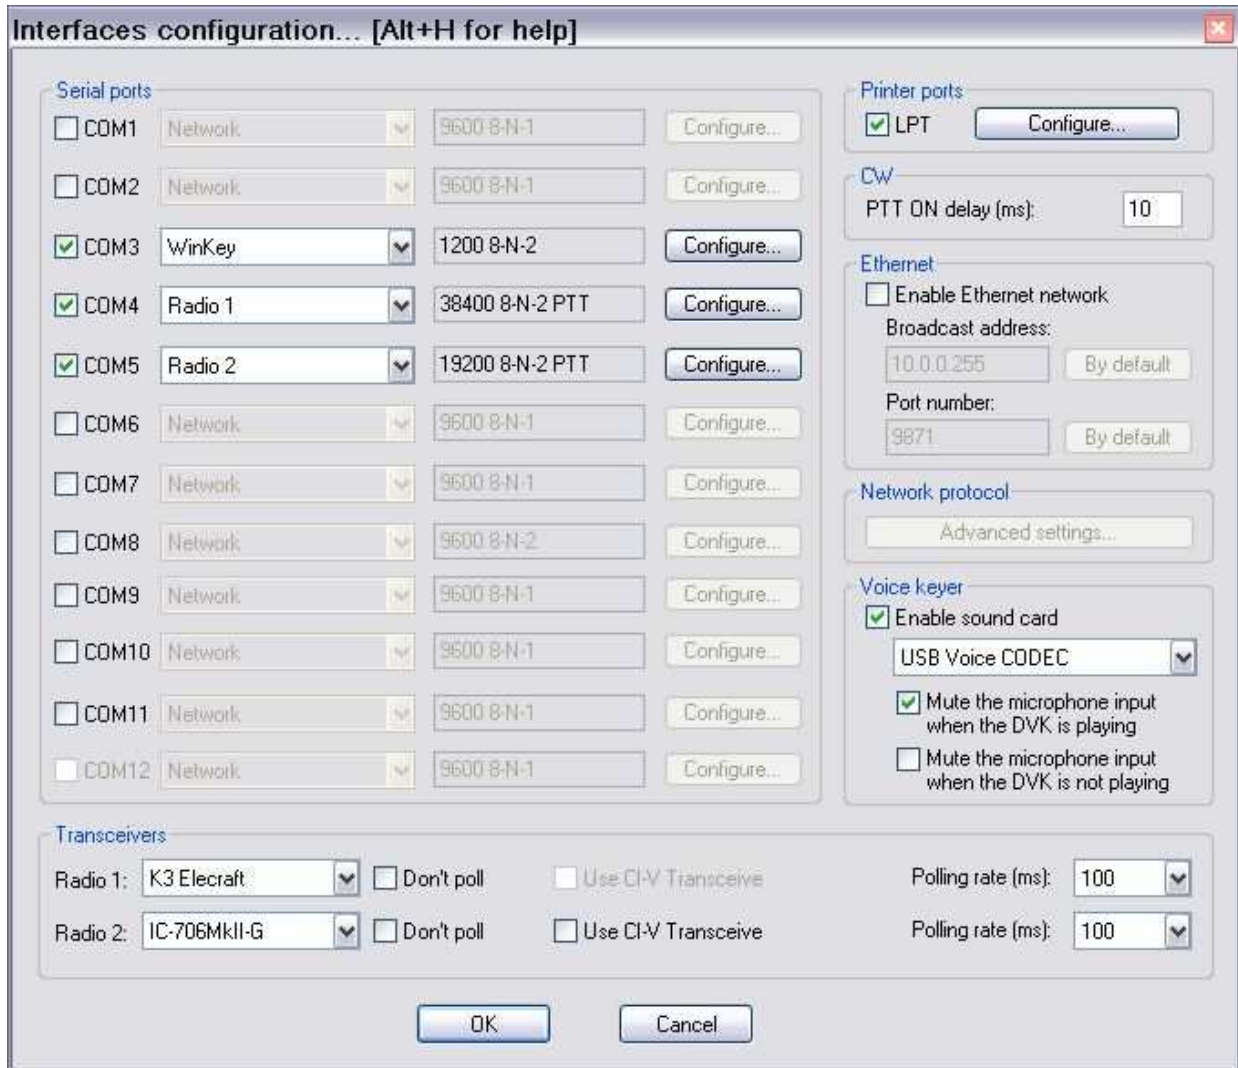 Interfaces configuration... [Alt+H for help]
Serial ports
COM1 Network 9600 8-N-1 Configure...
COM2 Network 9600 8-N-1 Configure...
COM3 WinKey 1200 8-N-2 Configure...
COM4 Radio 1 38400 8-N-2 PTT Configure...
COM5 Radio 2 19200 8-N-2 PTT Configure...
COM6 Network 9600 8-N-1 Configure...
COM7 Network 9600 8-N-1 Configure...
COM8 Network 9600 8-N-2 Configure...
COM9 Network 9600 8-N-1 Configure...
COM10 Network 9600 8-N-1 Configure...
COM11 Network 9600 8-N-1 Configure...
COM12 Network 9600 8-N-1 Configure...
Printer ports
LPT Configure...
CW
PTT ON delay (ms): 10
Ethernet
Enable Ethernet network
Broadcast address:
10.0.0.255 By default
Port number:
9871 By default
Network protocol
Advanced settings...
Voice keyer
Enable sound card
USB Voice CODEC
Mute the microphone input
when the DVK is playing
Mute the microphone input
when the DVK is not playing
Transceivers
Radio 1: K3 Elecraft Don't poll Use CI-V Transceive Polling rate (ms): 100
Radio 2: IC-706MkII-G Don't poll Use CI-V Transceive Polling rate (ms): 100
OK Cancel